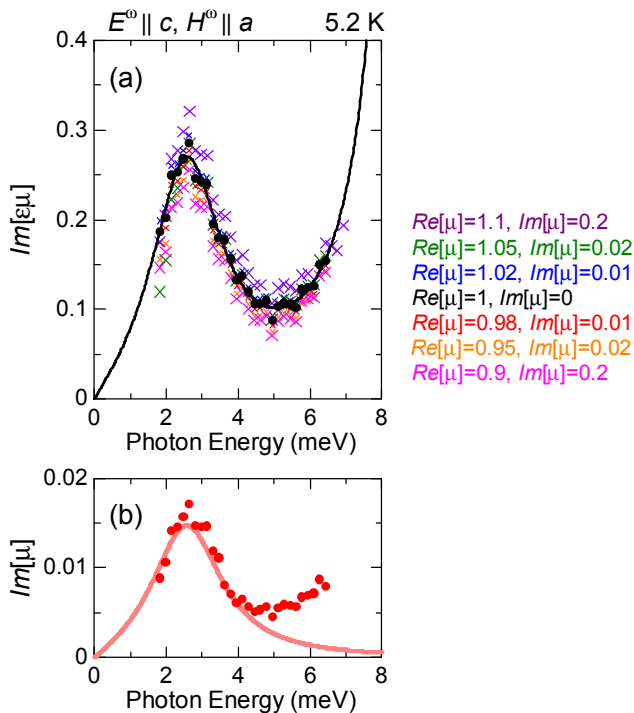 E^ω || c, H^ω || a 5.2 K
(a)
0.4
0.3
0.2
0.1
0
Im[εμ]
0 2 4 6 8
Photon Energy (meV)
Re[μ]=1.1, Im[μ]=0.2
Re[μ]=1.05, Im[μ]=0.02
Re[μ]=1.02, Im[μ]=0.01
Re[μ]=1, Im[μ]=0
Re[μ]=0.98, Im[μ]=0.01
Re[μ]=0.95, Im[μ]=0.02
Re[μ]=0.9, Im[μ]=0.2
(b)
0.02
0.01
0
Im[μ]
0 2 4 6 8
Photon Energy (meV)